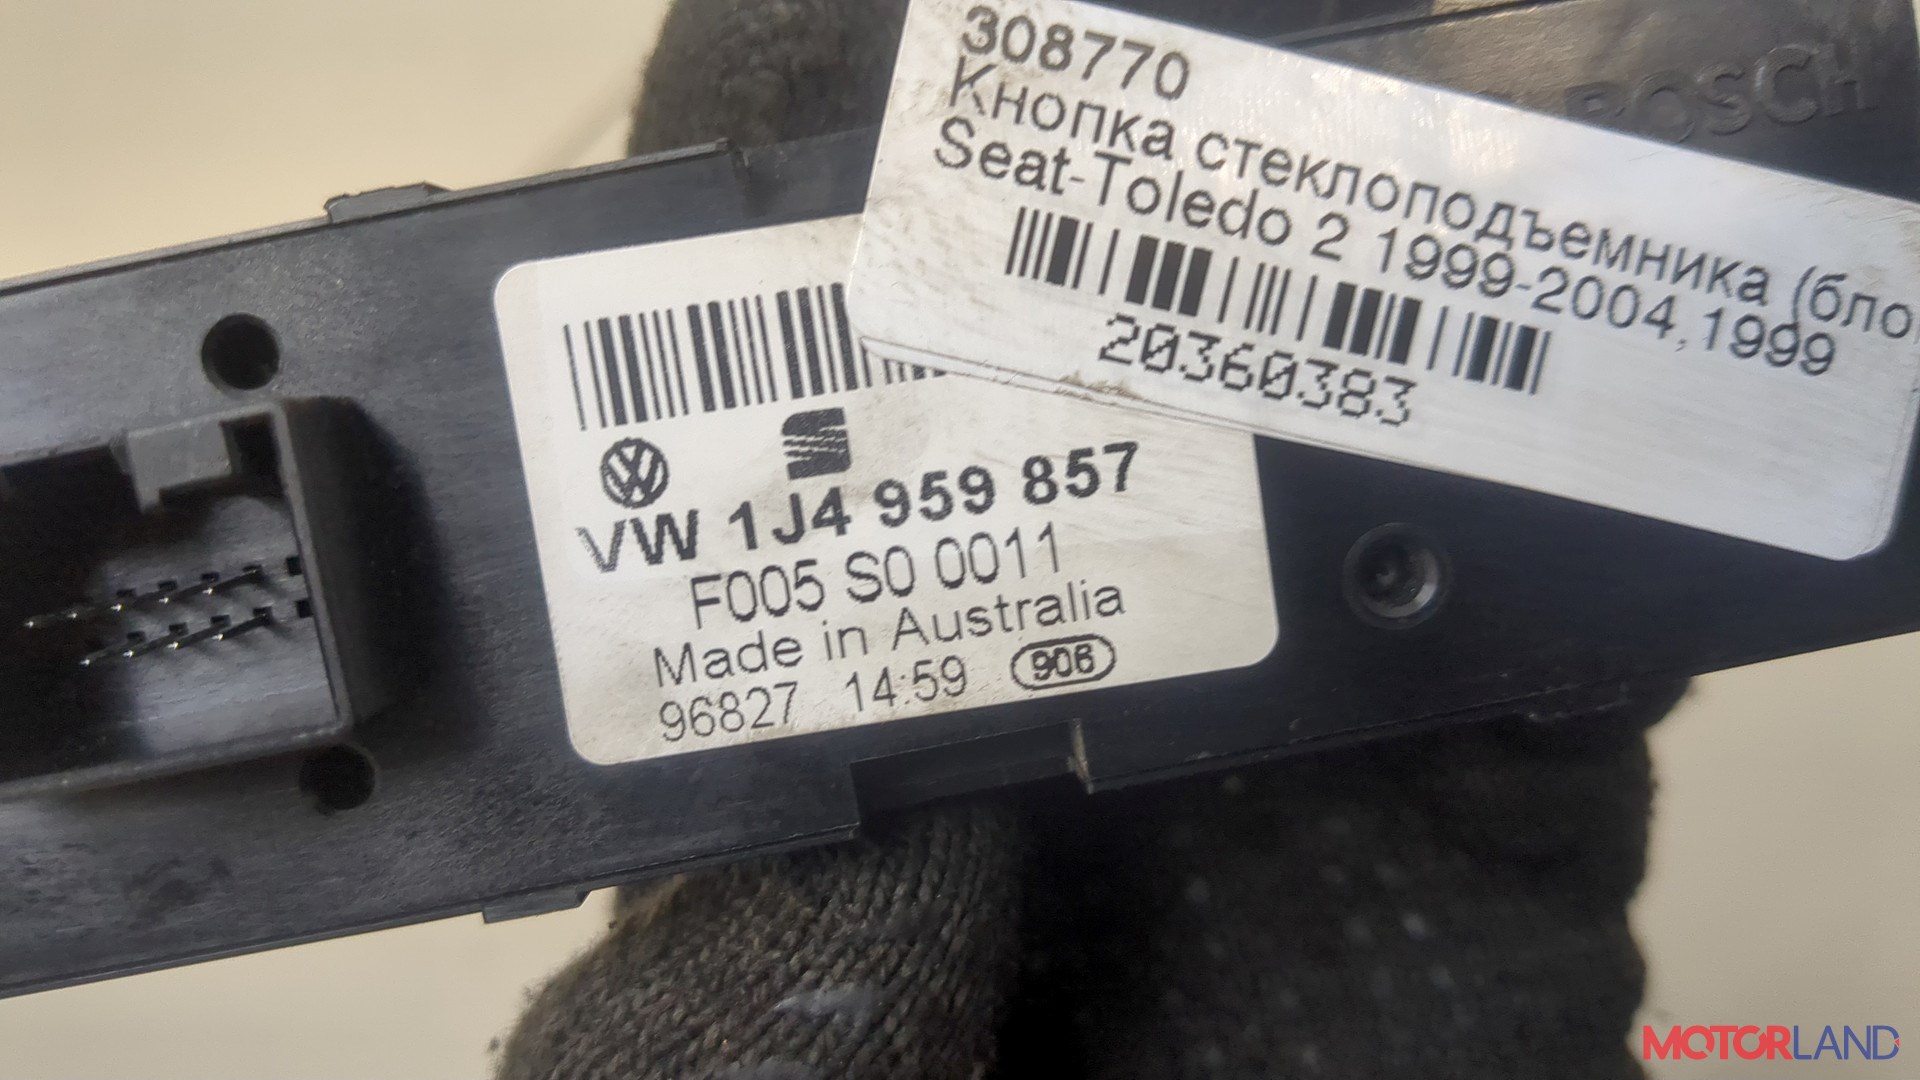 308770
Кнопка стеклоподъемника (бло
Seat-Toledo 2 1999-2004,1999
20360383
BOSCH
VW 1J4 959 857
F005 S0 0011
Made in Australia
96827 14:59 906
MOTORLAND